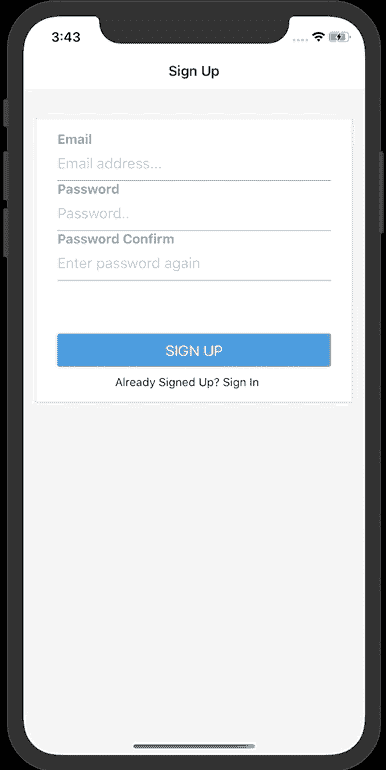 3:43
Sign Up
Email
Email address...
Password
Password..
Password Confirm
Enter password again
SIGN UP
Already Signed Up? Sign In